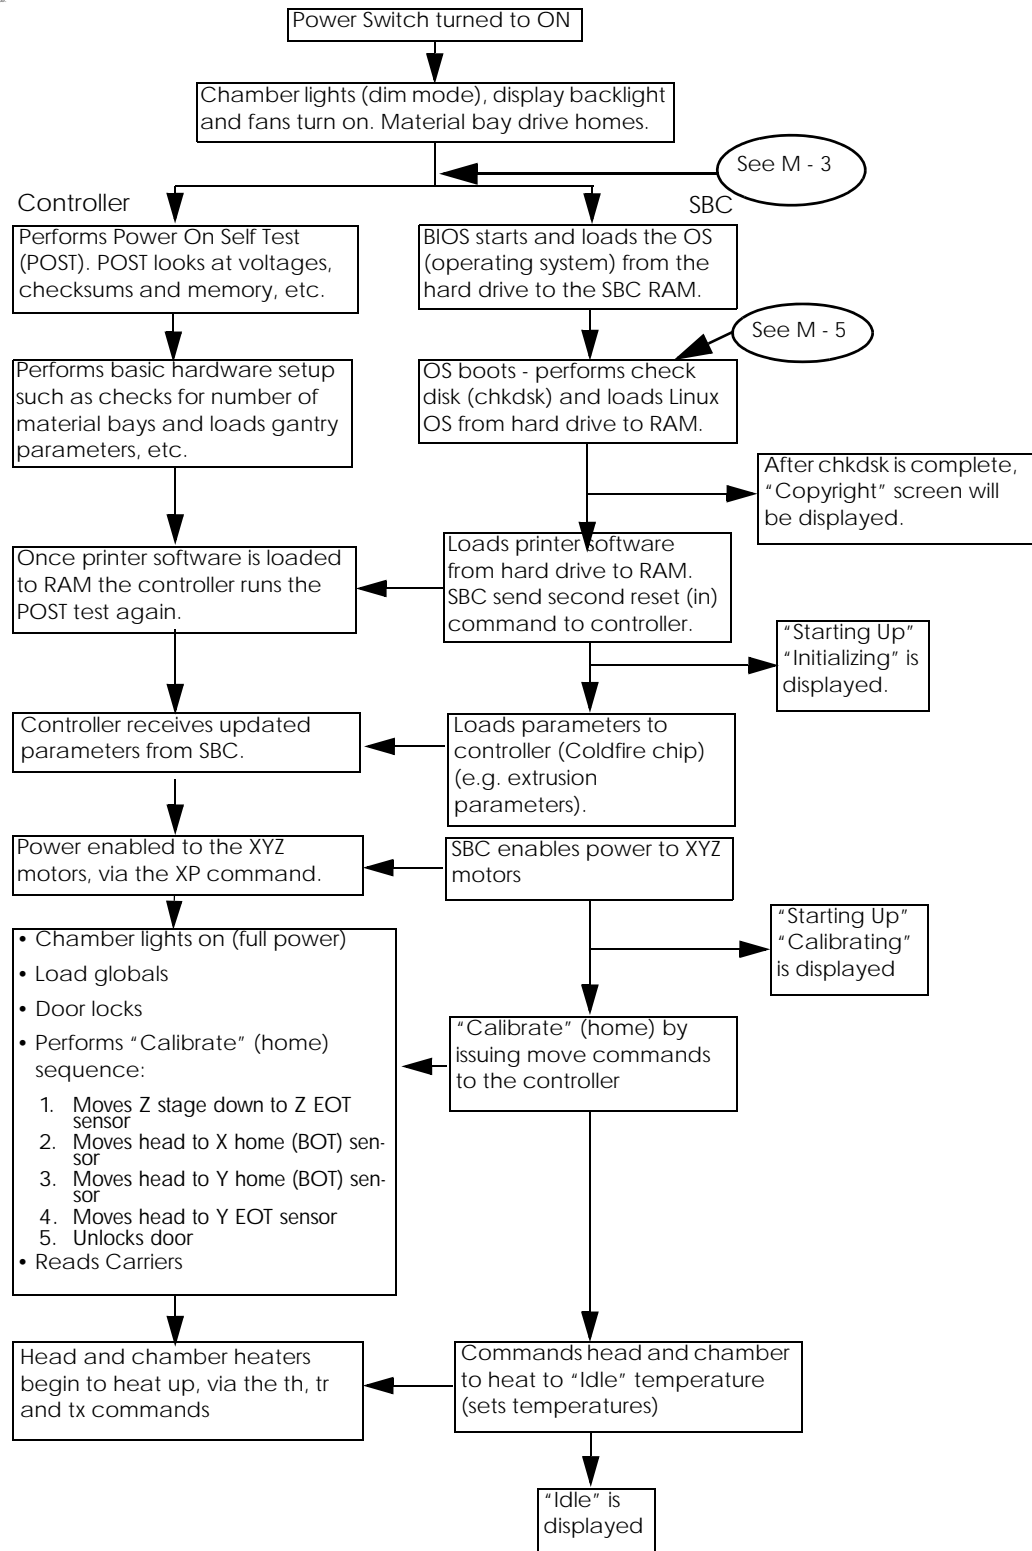 Power Switch turned to ON
Chamber lights (dim mode), display backlight
and fans turn on. Material bay drive homes.
See M - 3
Controller
SBC
Performs Power On Self Test
(POST). POST looks at voltages,
checksums and memory, etc.
BIOS starts and loads the OS
(operating system) from the
hard drive to the SBC RAM.
See M - 5
Performs basic hardware setup
such as checks for number of
material bays and loads gantry
parameters, etc.
OS boots - performs check
disk (chkdsk) and loads Linux
OS from hard drive to RAM.
After chkdsk is complete,
“Copyright” screen will
be displayed.
Once printer software is loaded
to RAM the controller runs the
POST test again.
Loads printer software
from hard drive to RAM.
SBC send second reset (in)
command to controller.
“Starting Up”
“Initializing” is
displayed.
Controller receives updated
parameters from SBC.
Loads parameters to
controller (Coldfire chip)
(e.g. extrusion
parameters).
Power enabled to the XYZ
motors, via the XP command.
SBC enables power to XYZ
motors
“Starting Up”
“Calibrating”
is displayed
• Chamber lights on (full power)
• Load globals
• Door locks
• Performs “Calibrate” (home)
sequence:
1. Moves Z stage down to Z EOT
sensor
2. Moves head to X home (BOT) sen-
sor
3. Moves head to Y home (BOT) sen-
sor
4. Moves head to Y EOT sensor
5. Unlocks door
• Reads Carriers
“Calibrate” (home) by
issuing move commands
to the controller
Head and chamber heaters
begin to heat up, via the th, tr
and tx commands
Commands head and chamber
to heat to “Idle” temperature
(sets temperatures)
“Idle” is
displayed